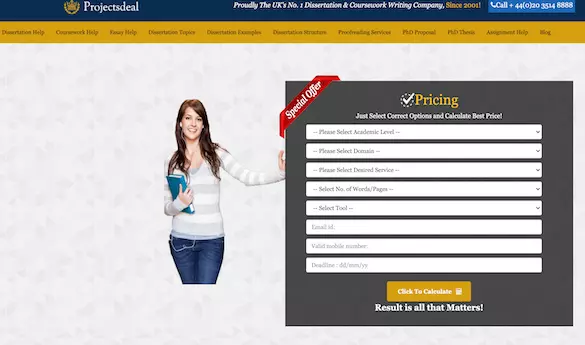 Projectsdeal
Proudly The UK's No. 1 Dissertation & Coursework Writing Company, Since 2001!
Call + 44(0)20 3514 8888
Dissertation Help
Coursework Help
Essay Help
Dissertation Topics
Dissertation Examples
Dissertation Structure
Proofreading Services
PhD Proposal
PhD Thesis
Assignment Help
Blog
Special Offer
Pricing
Just Select Correct Options and Calculate Best Price!
-- Please Select Academic Level --
-- Please Select Domain --
-- Please Select Desired Service --
-- Select No. of Words/Pages --
-- Select Tool --
Email id:
Valid mobile number:
Deadline : dd/mm/yy
Click To Calculate
Result is all that Matters!